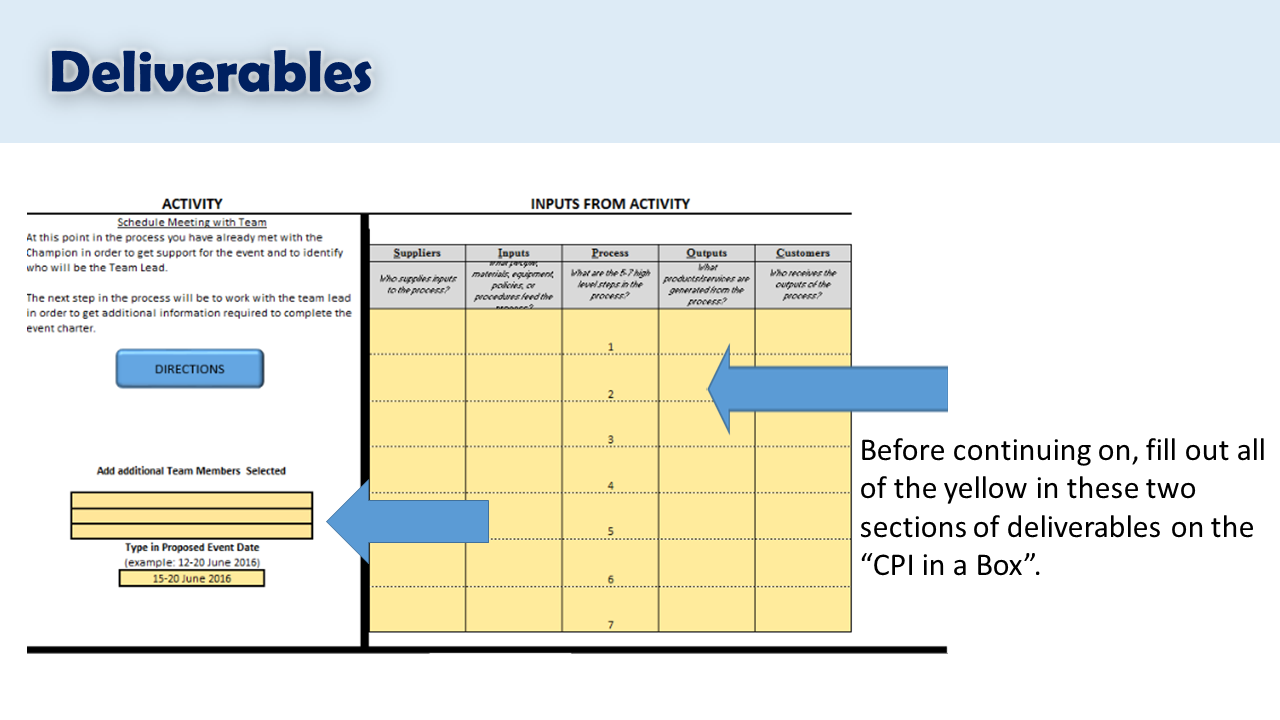 Deliverables
ACTIVITY
Schedule Meeting with Team
At this point in the process you have already met with the
Champion in order to get support for the event and to identify
who will be the Team Lead.
The next step in the process will be to work with the team lead
in order to get additional information required to complete the
event charter.
DIRECTIONS
Add additional Team Members Selected
Type in Proposed Event Date
(example: 12-20 June 2016)
15-20 June 2016
INPUTS FROM ACTIVITY
Suppliers
Inputs
Process
Outputs
Customers
Who supplies inputs
to the process?
What people,
materials, equipment,
policies, or
procedures feed the
process?
What are the 5-7 high
level steps in the
process?
What
products/services are
generated from the
process?
Who receives the
outputs of the
process?
1
2
3
4
5
6
7
Before continuing on, fill out all
of the yellow in these two
sections of deliverables on the
“CPI in a Box”.